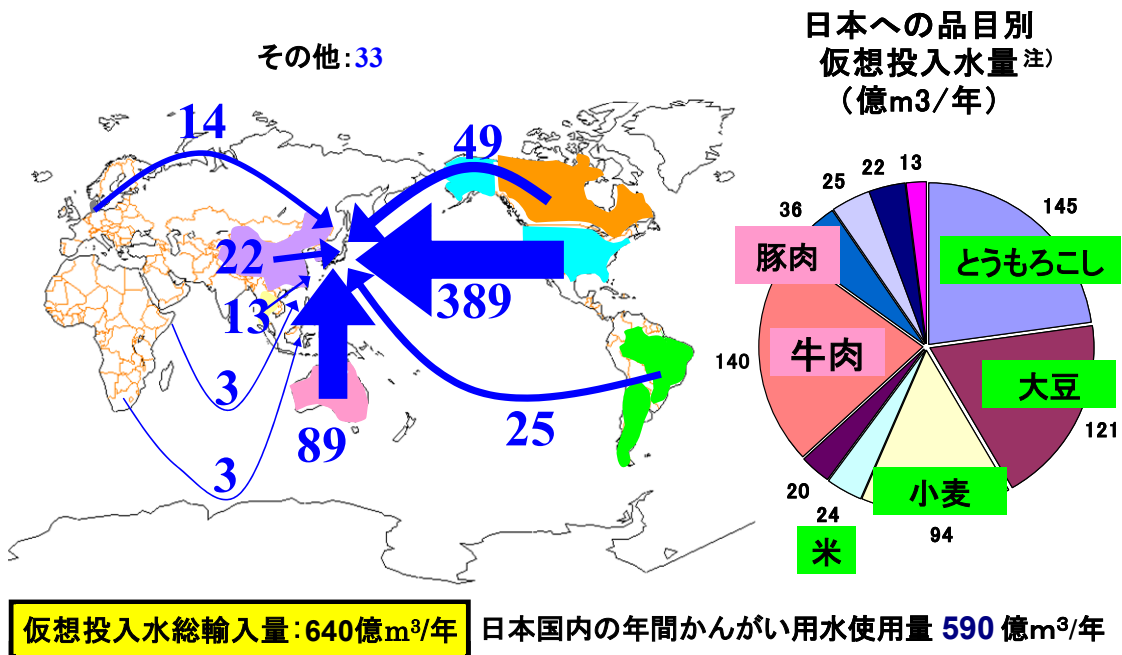 その他：33
14
49
22
389
13
3
25
89
3
日本への品目別
仮想投入水量注）
（億m3/年）
13
22
25
36
145
豚肉
とうもろこし
140
牛肉
大豆
121
小麦
20
24
94
米
仮想投入水総輸入量：640億m³/年
日本国内の年間かんがい用水使用量 590 億m³/年